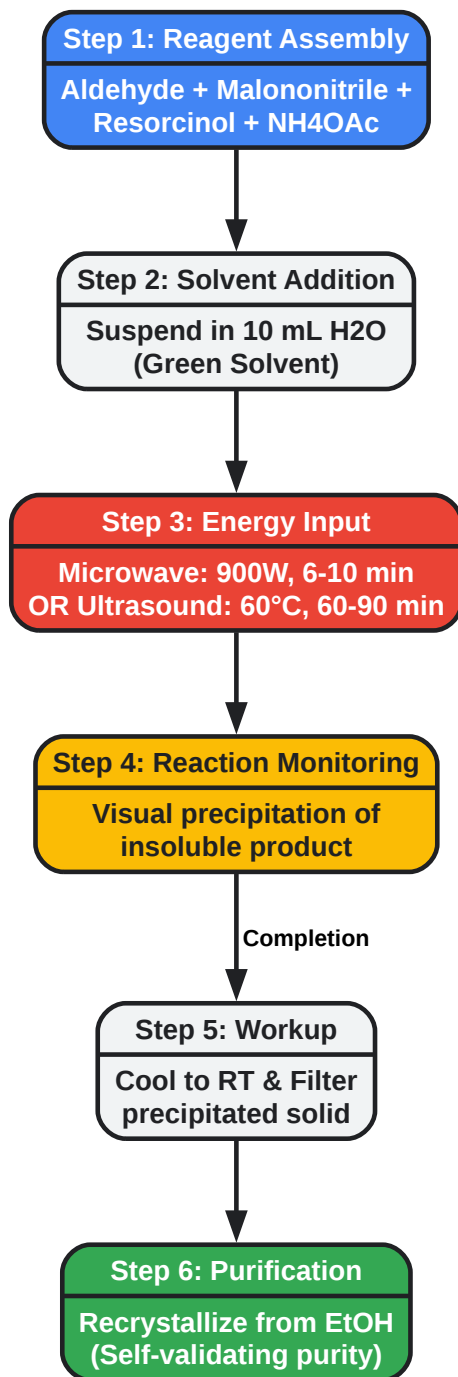 Step 1: Reagent Assembly
Aldehyde + Malononitrile +
Resorcinol + NH4OAc
Step 2: Solvent Addition
Suspend in 10 mL H2O
(Green Solvent)
Step 3: Energy Input
Microwave: 900W, 6-10 min
OR Ultrasound: 60°C, 60-90 min
Step 4: Reaction Monitoring
Visual precipitation of
insoluble product
Completion
Step 5: Workup
Cool to RT & Filter
precipitated solid
Step 6: Purification
Recrystallize from EtOH
(Self-validating purity)